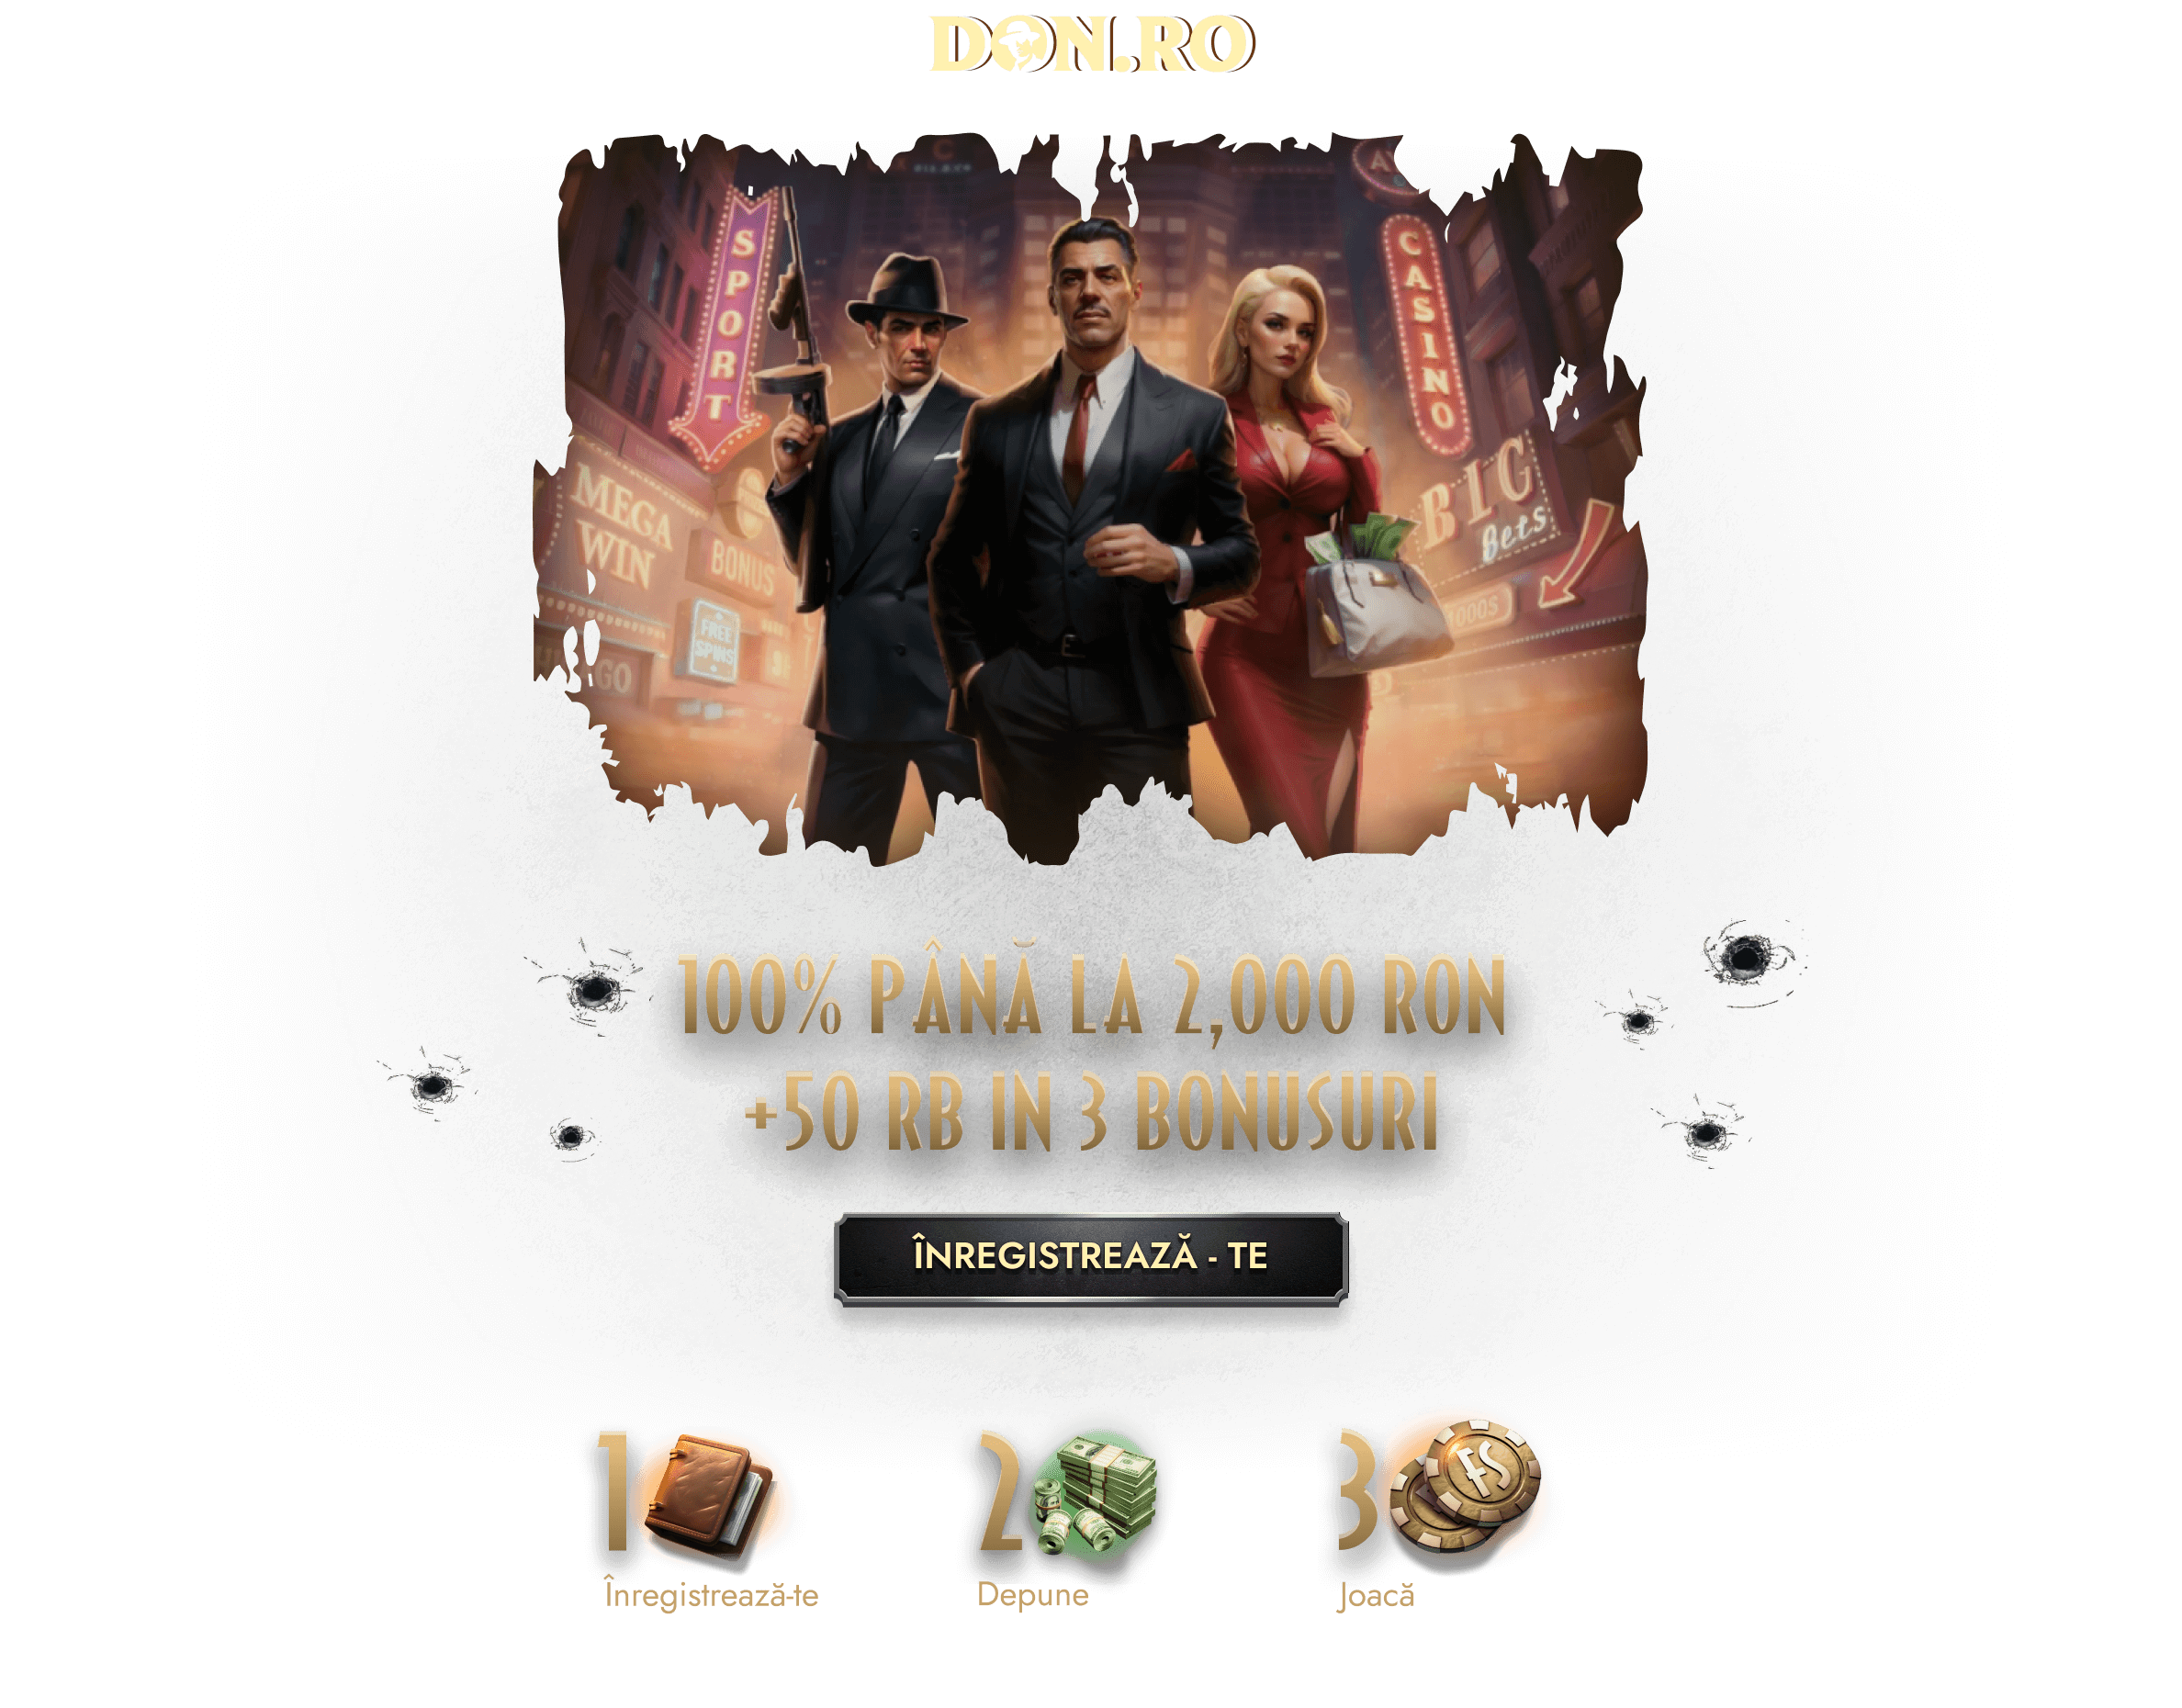 DON.RO
SPORT
CASINO
MEGA
WIN
BONUS
FREE
SPINS
BIG
Bets
1000$
100% PÂNĂ LA 2,000 RON
+50 RB IN 3 BONUSURI
ÎNREGISTREAZĂ - TE
1
2
3
FS
Înregistrează-te
Depune
Joacă